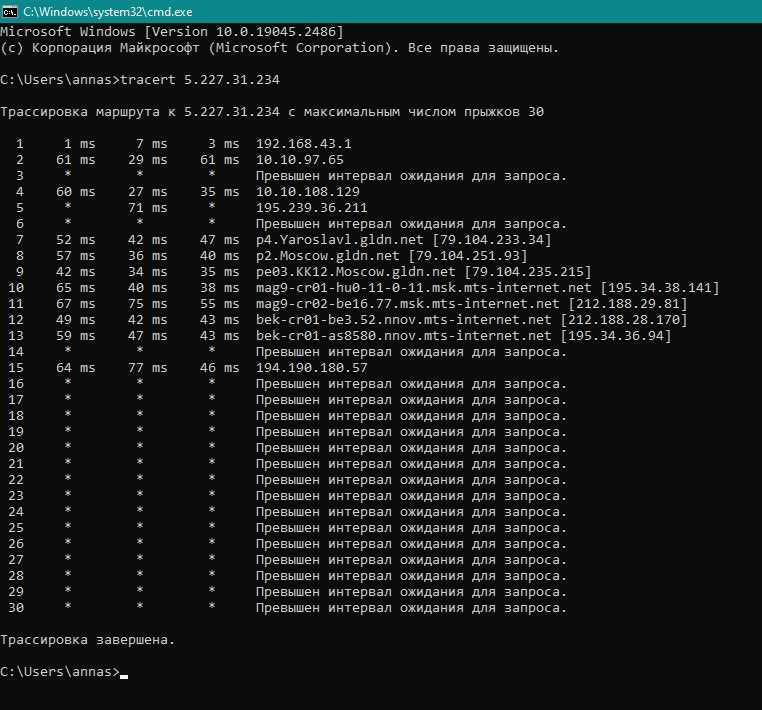 C:\Windows\system32\cmd.exe
Microsoft Windows [Version 10.0.19045.2486]
(c) Корпорация Майкрософт (Microsoft Corporation). Все права защищены.
C:\Users\annas>tracert 5.227.31.234
Трассировка маршрута к 5.227.31.234 с максимальным числом прыжков 30
1 1 ms 7 ms 3 ms 192.168.43.1
2 61 ms 29 ms 61 ms 10.10.97.65
3 * * * Превышен интервал ожидания для запроса.
4 60 ms 27 ms 35 ms 10.10.108.129
5 * 71 ms * 195.239.36.211
6 * * * Превышен интервал ожидания для запроса.
7 52 ms 42 ms 47 ms p4.Yaroslavl.gldn.net [79.104.233.34]
8 57 ms 36 ms 40 ms p2.Moscow.gldn.net [79.104.251.93]
9 42 ms 34 ms 35 ms pe03.KK12.Moscow.gldn.net [79.104.235.215]
10 65 ms 40 ms 38 ms mag9-cr01-hu0-11-0-11.msk.mts-internet.net [195.34.38.141]
11 67 ms 75 ms 55 ms mag9-cr02-be16.77.msk.mts-internet.net [212.188.29.81]
12 49 ms 42 ms 43 ms bek-cr01-be3.52.nnov.mts-internet.net [212.188.28.170]
13 59 ms 47 ms 43 ms bek-cr01-as8580.nnov.mts-internet.net [195.34.36.94]
14 * * * Превышен интервал ожидания для запроса.
15 64 ms 77 ms 46 ms 194.190.180.57
16 * * * Превышен интервал ожидания для запроса.
17 * * * Превышен интервал ожидания для запроса.
18 * * * Превышен интервал ожидания для запроса.
19 * * * Превышен интервал ожидания для запроса.
20 * * * Превышен интервал ожидания для запроса.
21 * * * Превышен интервал ожидания для запроса.
22 * * * Превышен интервал ожидания для запроса.
23 * * * Превышен интервал ожидания для запроса.
24 * * * Превышен интервал ожидания для запроса.
25 * * * Превышен интервал ожидания для запроса.
26 * * * Превышен интервал ожидания для запроса.
27 * * * Превышен интервал ожидания для запроса.
28 * * * Превышен интервал ожидания для запроса.
29 * * * Превышен интервал ожидания для запроса.
30 * * * Превышен интервал ожидания для запроса.
Трассировка завершена.
C:\Users\annas>